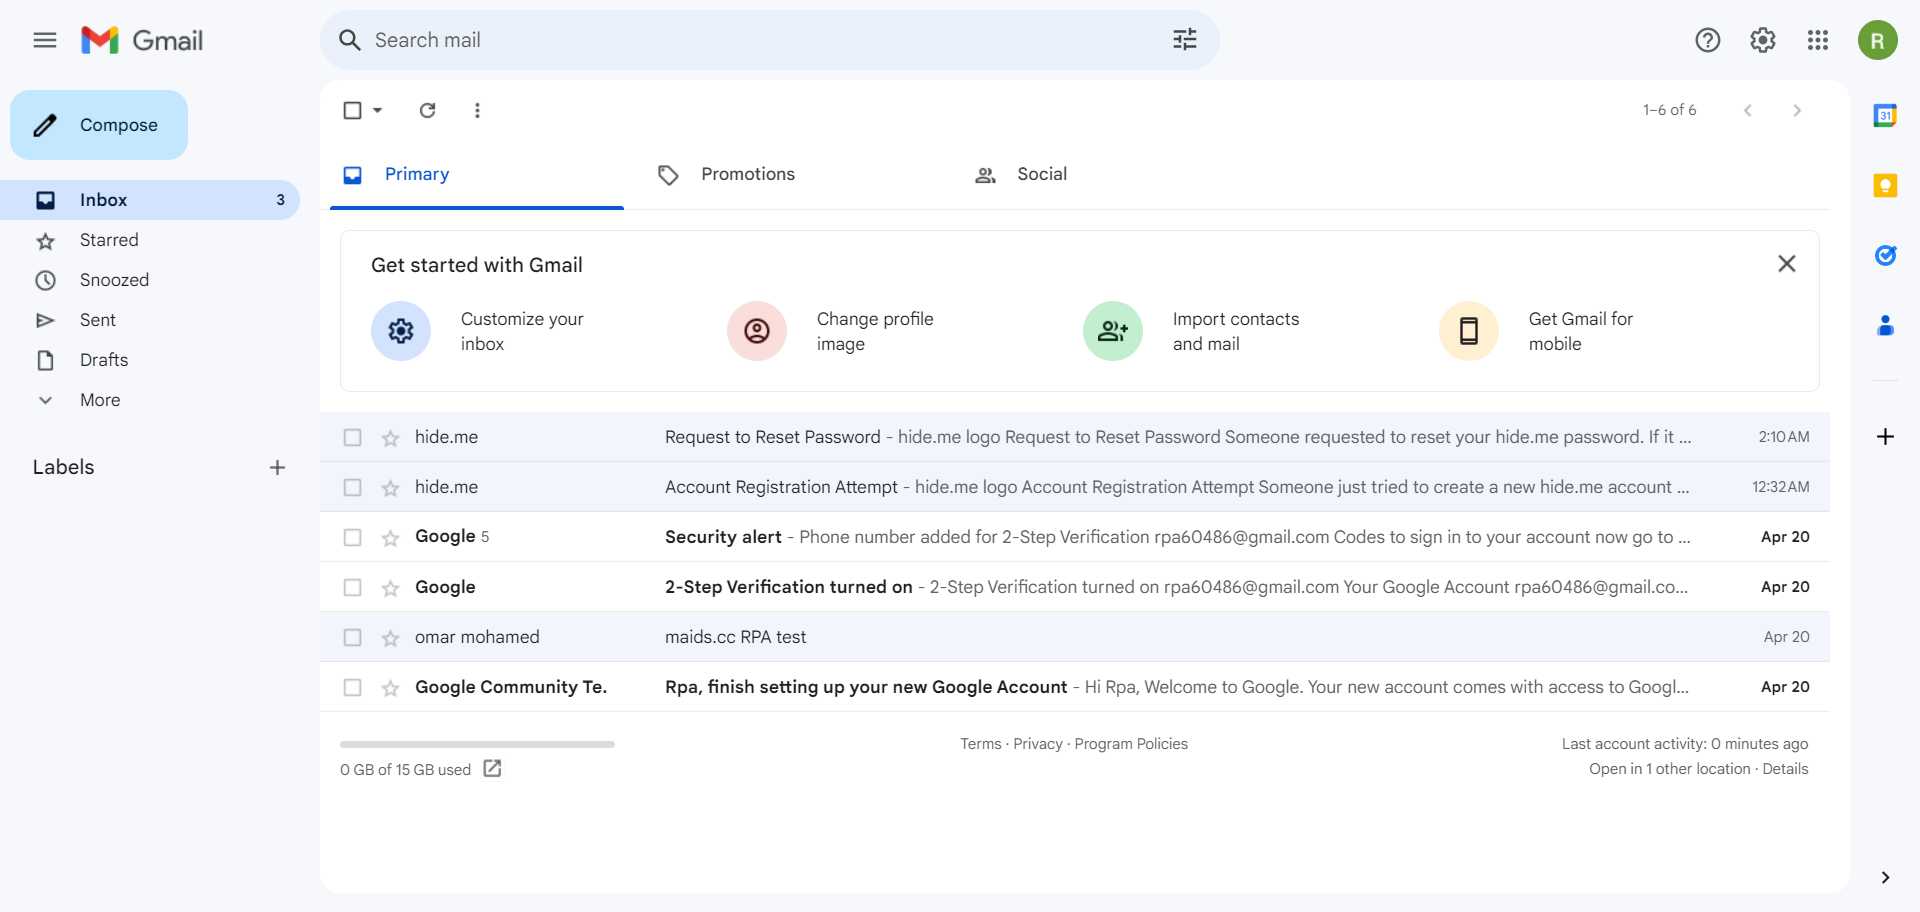 Gmail
Search mail
R
Compose
1–6 of 6
31
Primary
Promotions
Social
Inbox 3
Starred
Snoozed
Sent
Drafts
More
Labels
Get started with Gmail
Customize your
inbox
Change profile
image
Import contacts
and mail
Get Gmail for
mobile
hide.me Request to Reset Password - hide.me logo Request to Reset Password Someone requested to reset your hide.me password. If it ... 2:10 AM
hide.me Account Registration Attempt - hide.me logo Account Registration Attempt Someone just tried to create a new hide.me account ... 12:32 AM
Google 5 Security alert - Phone number added for 2-Step Verification rpa60486@gmail.com Codes to sign in to your account now go to ... Apr 20
Google 2-Step Verification turned on - 2-Step Verification turned on rpa60486@gmail.com Your Google Account rpa60486@gmail.co... Apr 20
omar mohamed maids.cc RPA test Apr 20
Google Community Te. Rpa, finish setting up your new Google Account - Hi Rpa, Welcome to Google. Your new account comes with access to Googl... Apr 20
0 GB of 15 GB used
Terms · Privacy · Program Policies
Last account activity: 0 minutes ago
Open in 1 other location · Details